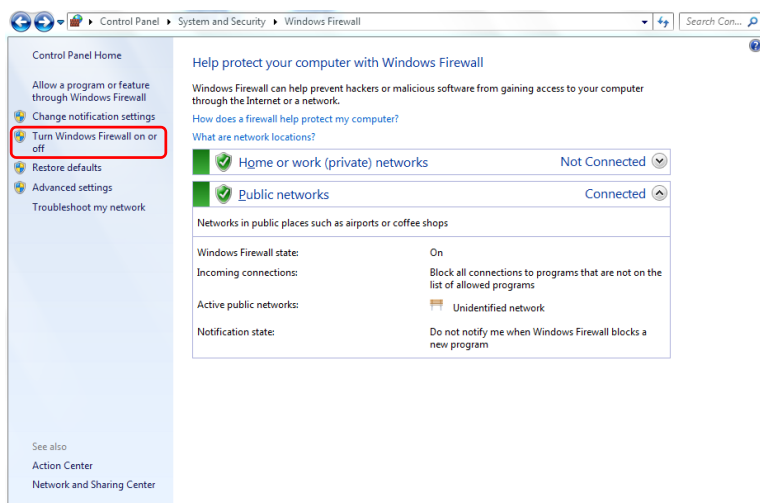 Control Panel ▸ System and Security ▸ Windows Firewall
Search Con...
Control Panel Home
Allow a program or feature
through Windows Firewall
Change notification settings
Turn Windows Firewall on or
off
Restore defaults
Advanced settings
Troubleshoot my network
See also
Action Center
Network and Sharing Center
Help protect your computer with Windows Firewall
Windows Firewall can help prevent hackers or malicious software from gaining access to your computer
through the Internet or a network.
How does a firewall help protect my computer?
What are network locations?
Home or work (private) networks Not Connected
Public networks Connected
Networks in public places such as airports or coffee shops
Windows Firewall state: On
Incoming connections: Block all connections to programs that are not on the
list of allowed programs
Active public networks: Unidentified network
Notification state: Do not notify me when Windows Firewall blocks a
new program